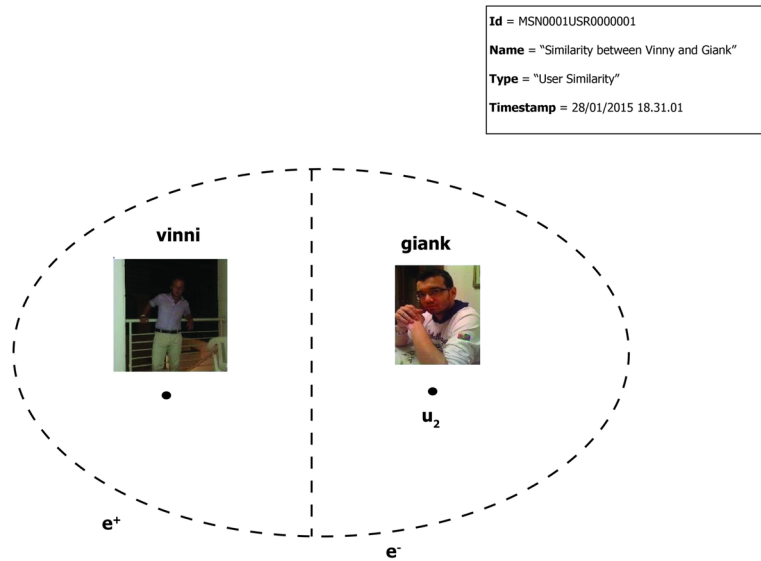 Id = MSN0001USR0000001
Name = “Similarity between Vinny and Giank”
Type = “User Similarity”
Timestamp = 28/01/2015 18.31.01
vinni
giank
u₂
e⁺
e⁻